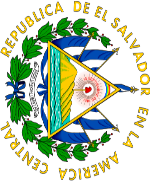 REPUBLICA DE EL SALVADOR EN LA AMERICA CENTRAL